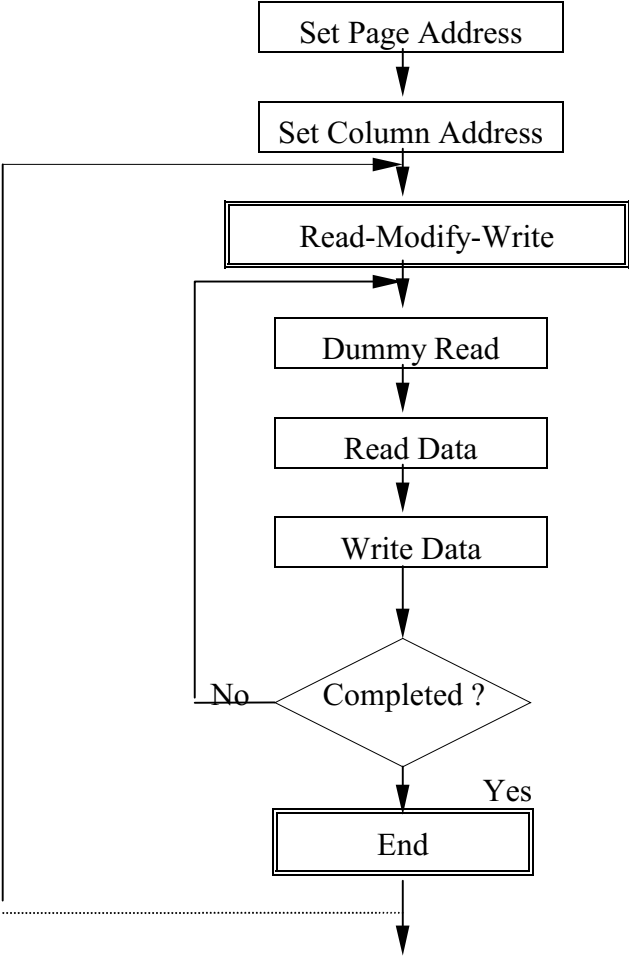 Set Page Address
Set Column Address
Read-Modify-Write
Dummy Read
Read Data
Write Data
No
Completed ?
Yes
End